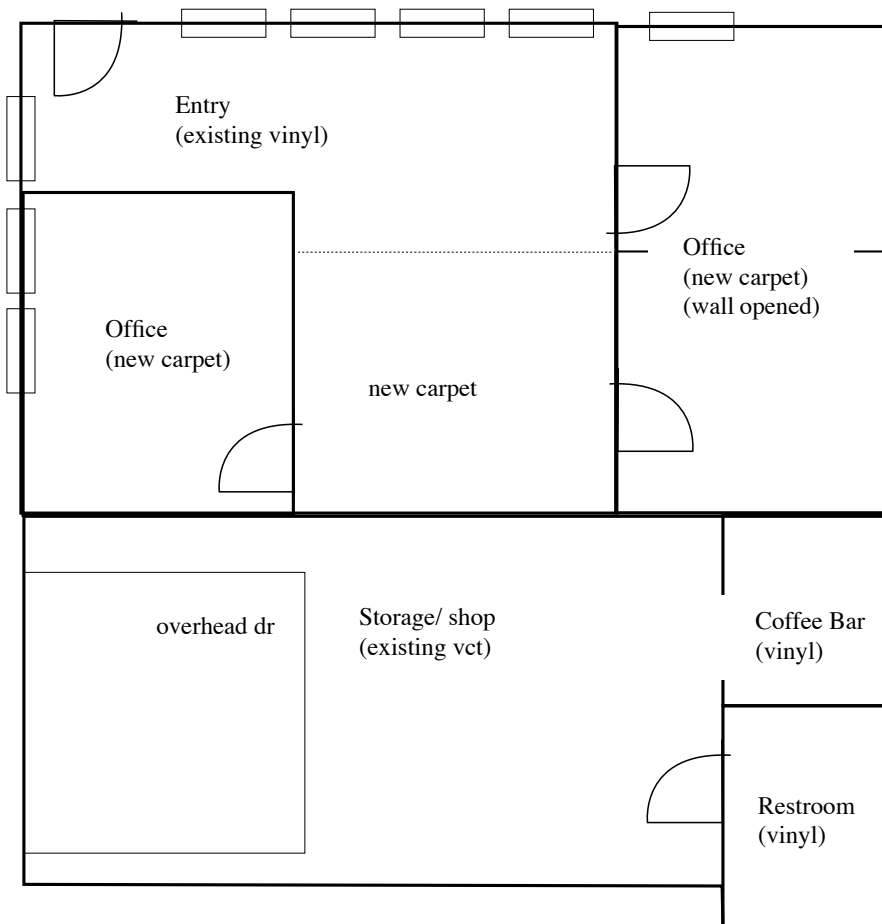 Entry
(existing vinyl)
Office
(new carpet)
(wall opened)
Office
(new carpet)
new carpet
overhead dr
Storage/ shop
(existing vct)
Coffee Bar
(vinyl)
Restroom
(vinyl)